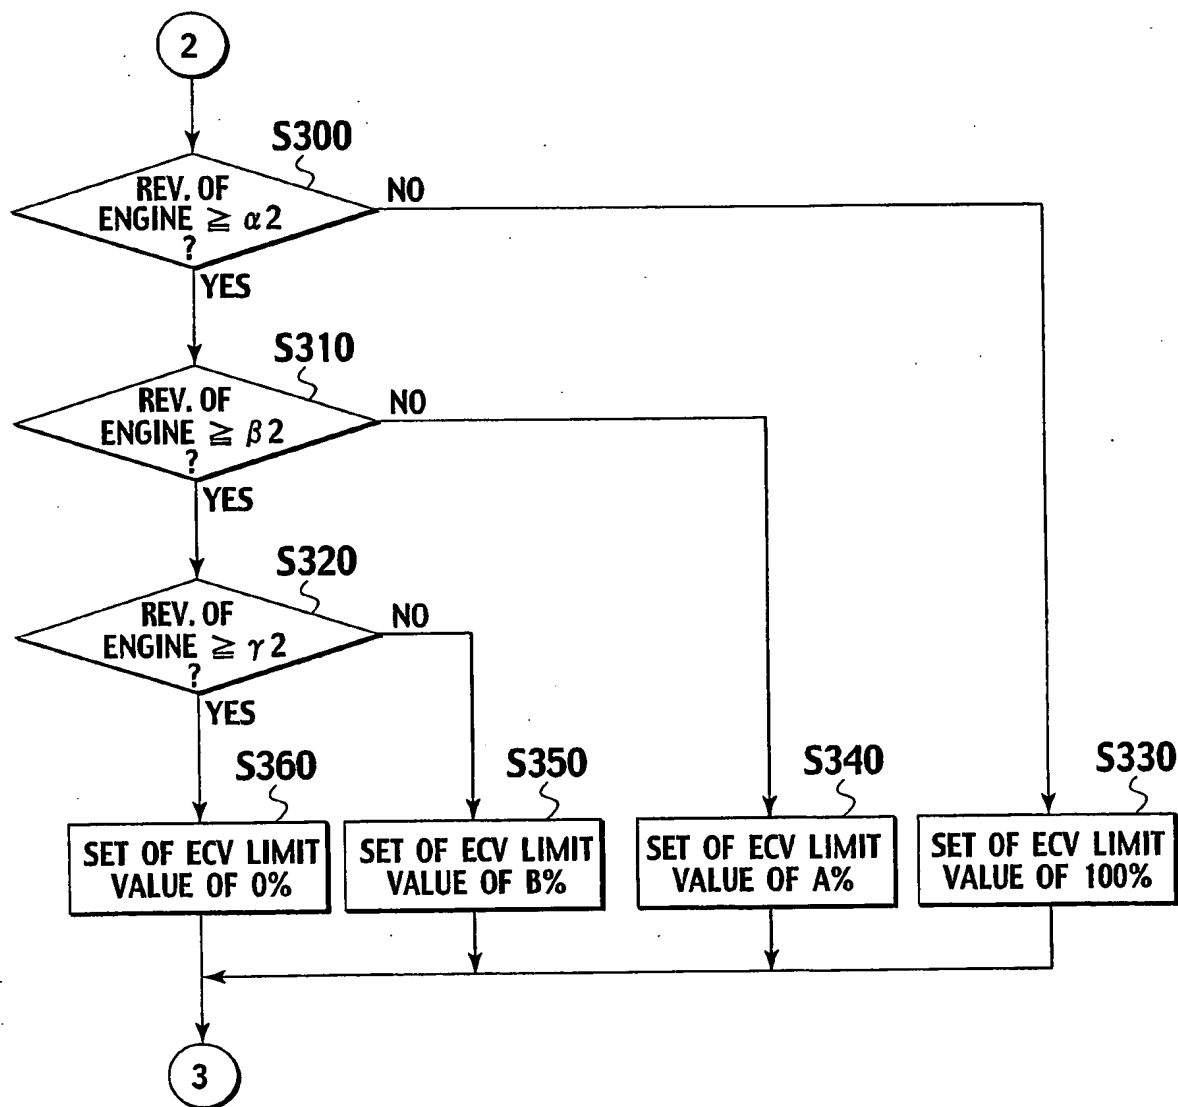 2
S300
REV. OF
ENGINE ≧ α2
?
NO
YES
S310
REV. OF
ENGINE ≧ β2
?
NO
YES
S320
REV. OF
ENGINE ≧ γ2
?
NO
YES
S360
SET OF ECV LIMIT
VALUE OF 0%
S350
SET OF ECV LIMIT
VALUE OF B%
S340
SET OF ECV LIMIT
VALUE OF A%
S330
SET OF ECV LIMIT
VALUE OF 100%
3